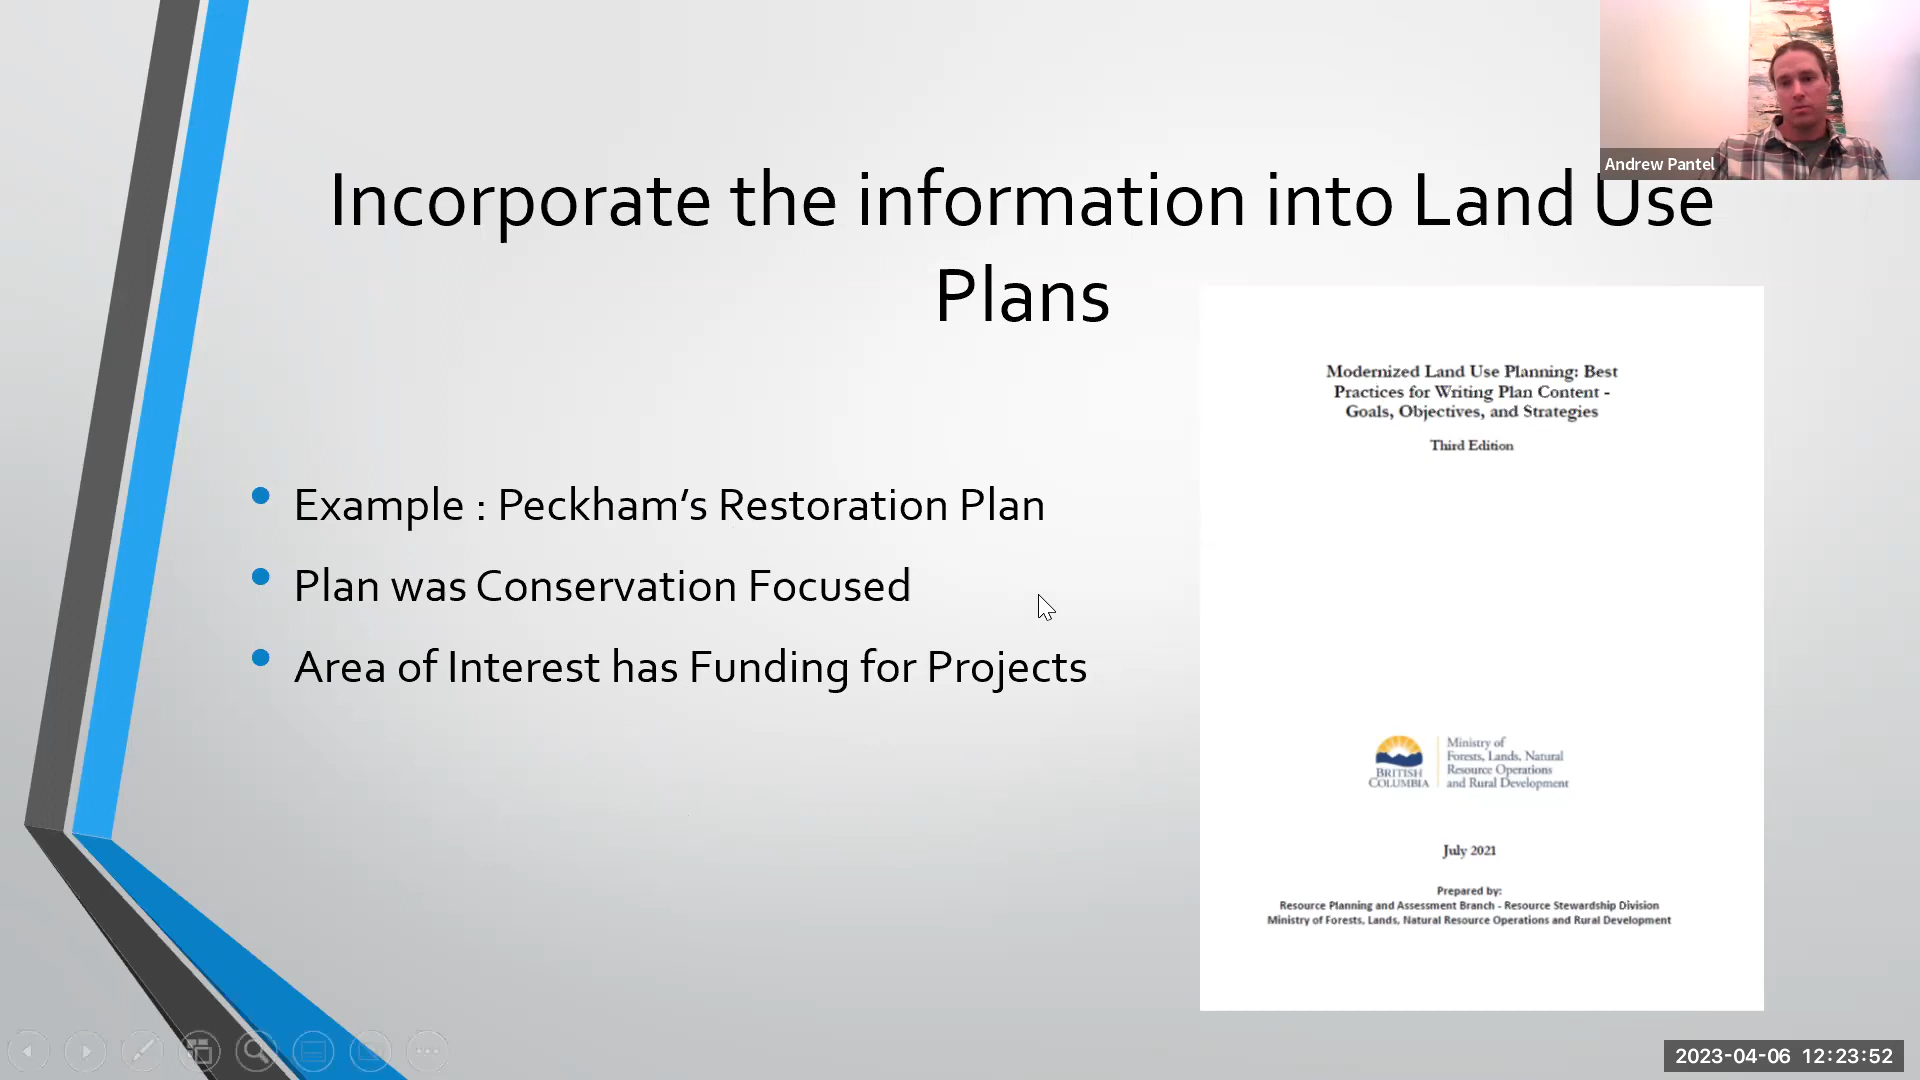 Andrew Pantel
Incorporate the information into Land Use
Plans
Example : Peckham’s Restoration Plan
Plan was Conservation Focused
Area of Interest has Funding for Projects
Modernized Land Use Planning: Best
Practices for Writing Plan Content -
Goals, Objectives, and Strategies
Third Edition
BRITISH
COLUMBIA
Ministry of
Forests, Lands, Natural
Resource Operations
and Rural Development
July 2021
Prepared by:
Resource Planning and Assessment Branch - Resource Stewardship Division
Ministry of Forests, Lands, Natural Resource Operations and Rural Development
2023-04-06 12:23:52